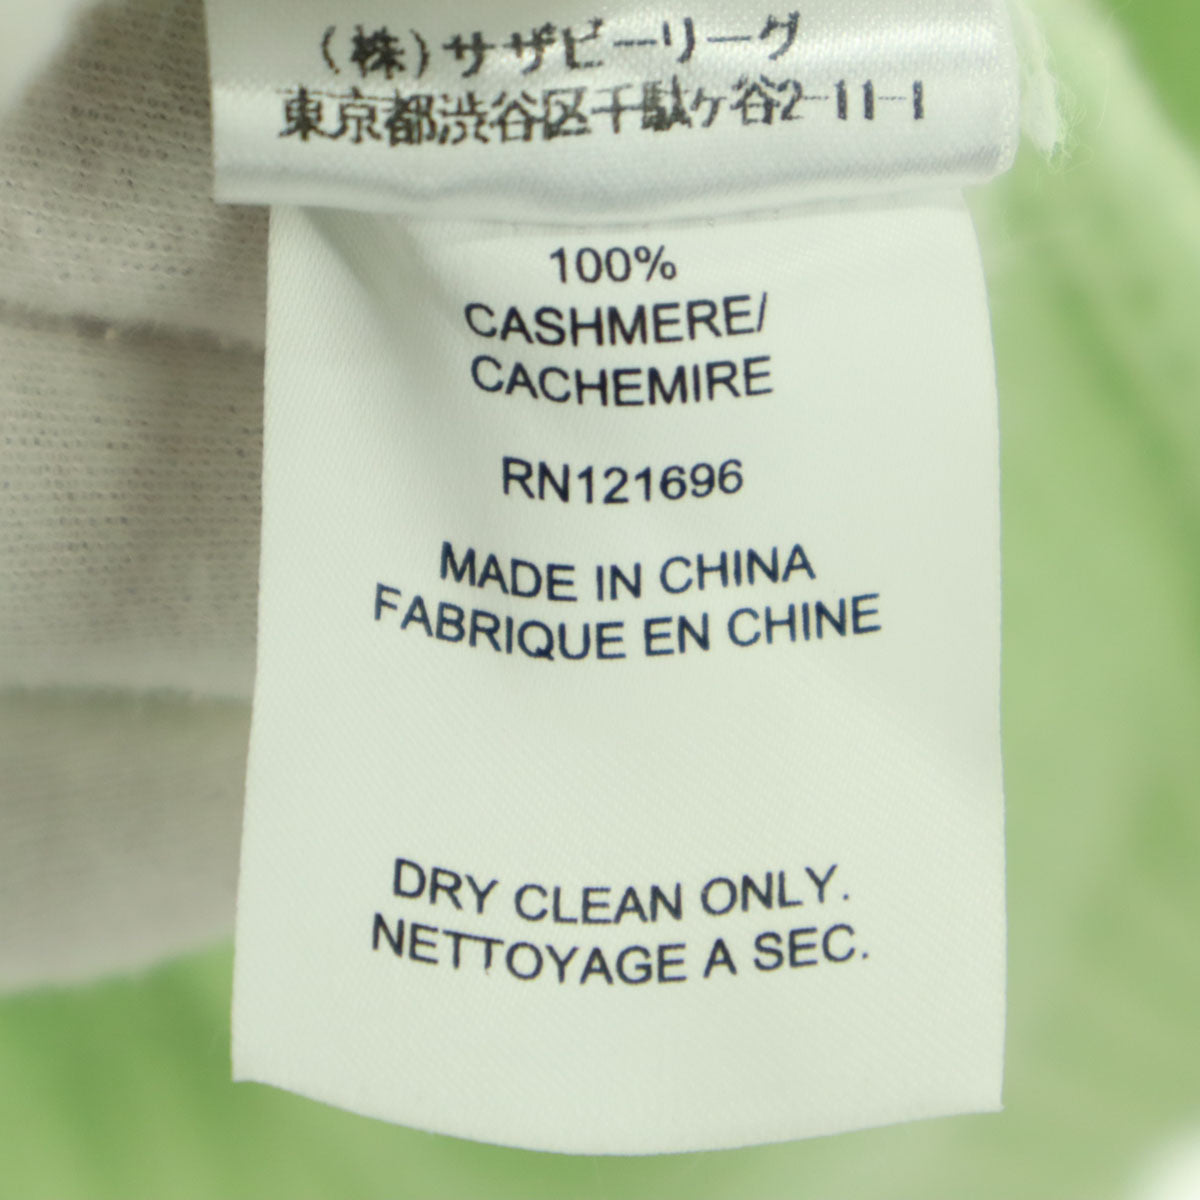 (株)サザビーリーグ
東京都渋谷区千駄ヶ谷2-11-1
100%
CASHMERE/
CACHEMIRE
RN121696
MADE IN CHINA
FABRIQUE EN CHINE
DRY CLEAN ONLY.
NETTOYAGE A SEC.